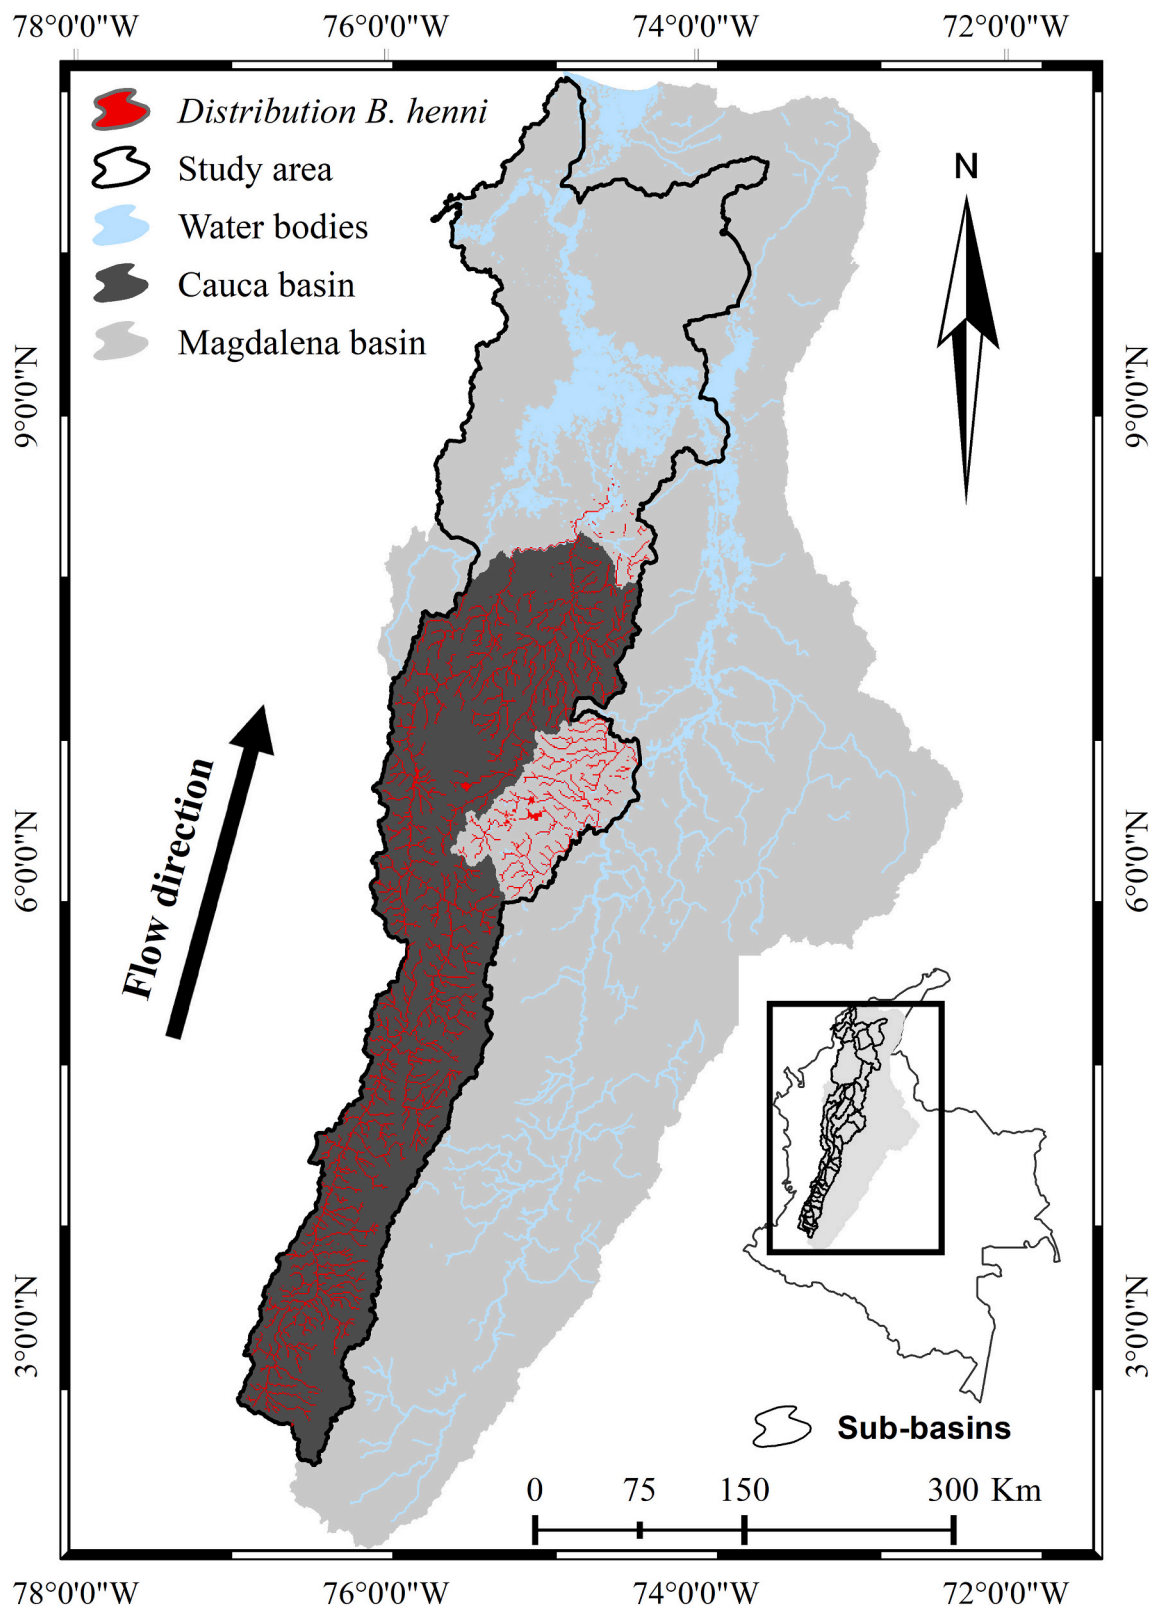 78°0'0"W 76°0'0"W 74°0'0"W 72°0'0"W
Distribution B. henni
Study area
Water bodies
Cauca basin
Magdalena basin
N
9°0'0"N
9°0'0"N
6°0'0"N
6°0'0"N
Flow direction
3°0'0"N
3°0'0"N
Sub-basins
0 75 150 300 Km
78°0'0"W 76°0'0"W 74°0'0"W 72°0'0"W